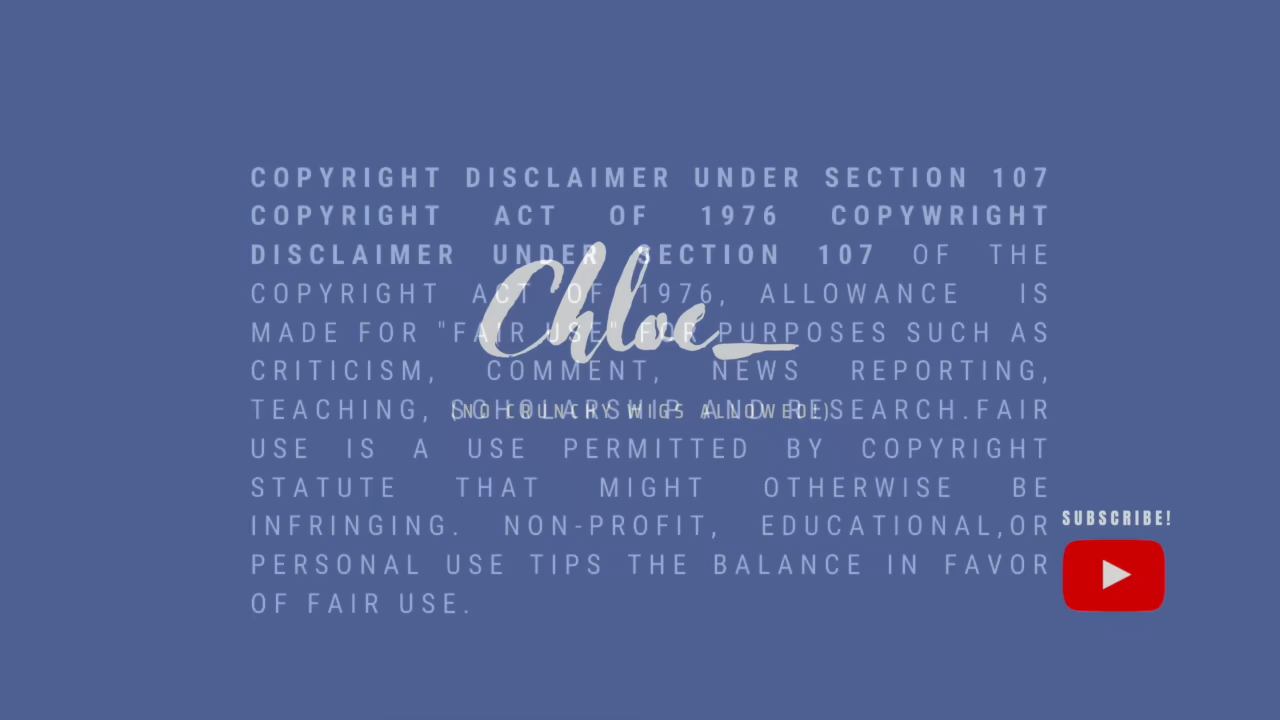 COPYRIGHT DISCLAIMER UNDER SECTION 107
COPYRIGHT ACT OF 1976 COPYWRIGHT
DISCLAIMER UNDER SECTION 107 OF THE
COPYRIGHT ACT OF 1976, ALLOWANCE IS
MADE FOR "FAIR USE" FOR PURPOSES SUCH AS
Chloe_
CRITICISM, COMMENT, NEWS REPORTING,
TEACHING, SCHOLARSHIP AND RESEARCH.FAIR
(NO CRUNCHY WIGS ALLOWED!)
USE IS A USE PERMITTED BY COPYRIGHT
STATUTE THAT MIGHT OTHERWISE BE
INFRINGING. NON-PROFIT, EDUCATIONAL,OR
PERSONAL USE TIPS THE BALANCE IN FAVOR
OF FAIR USE.
SUBSCRIBE!